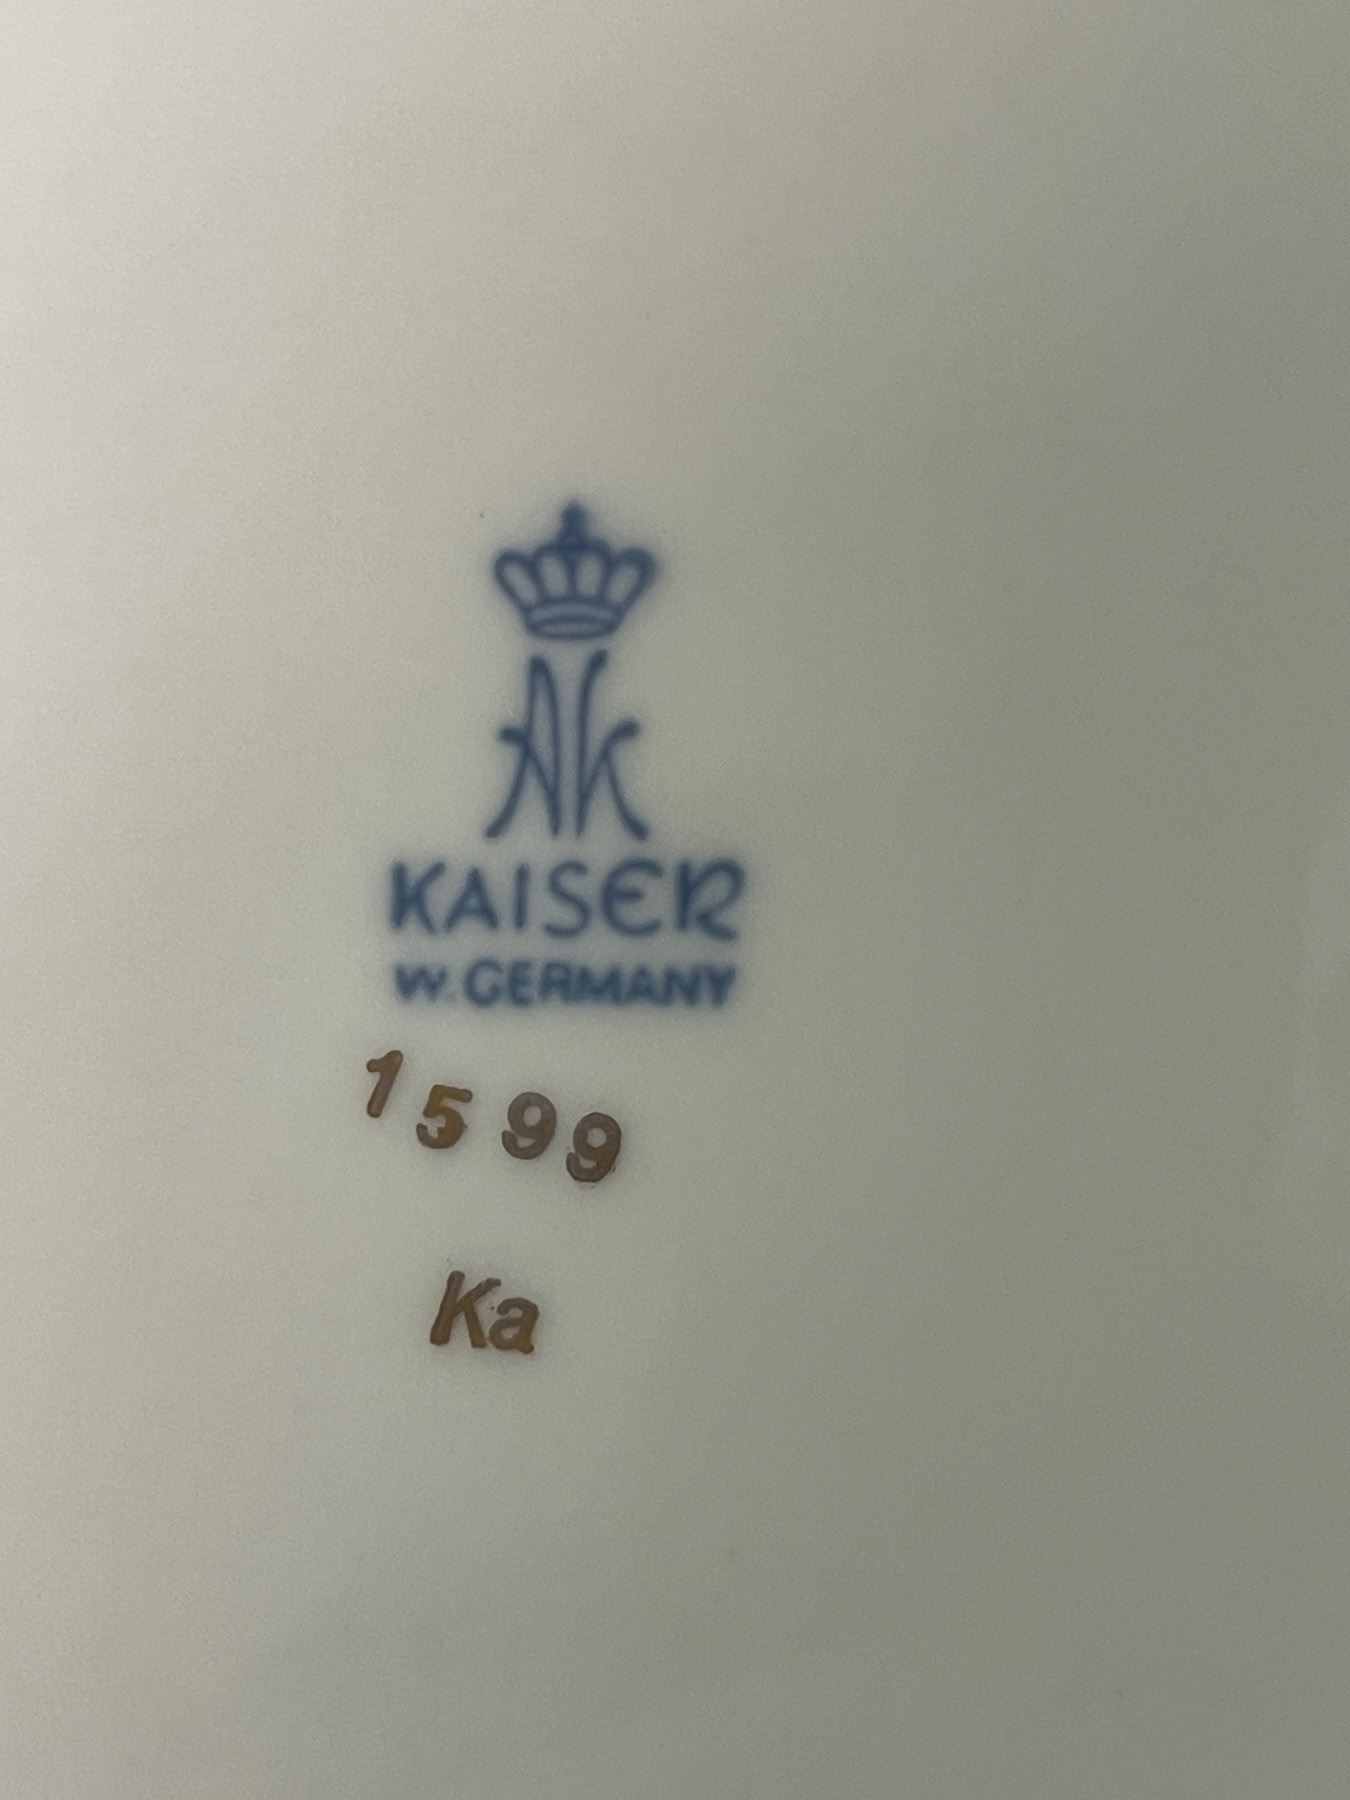 AK
KAISER
W. GERMANY
1599
Ka